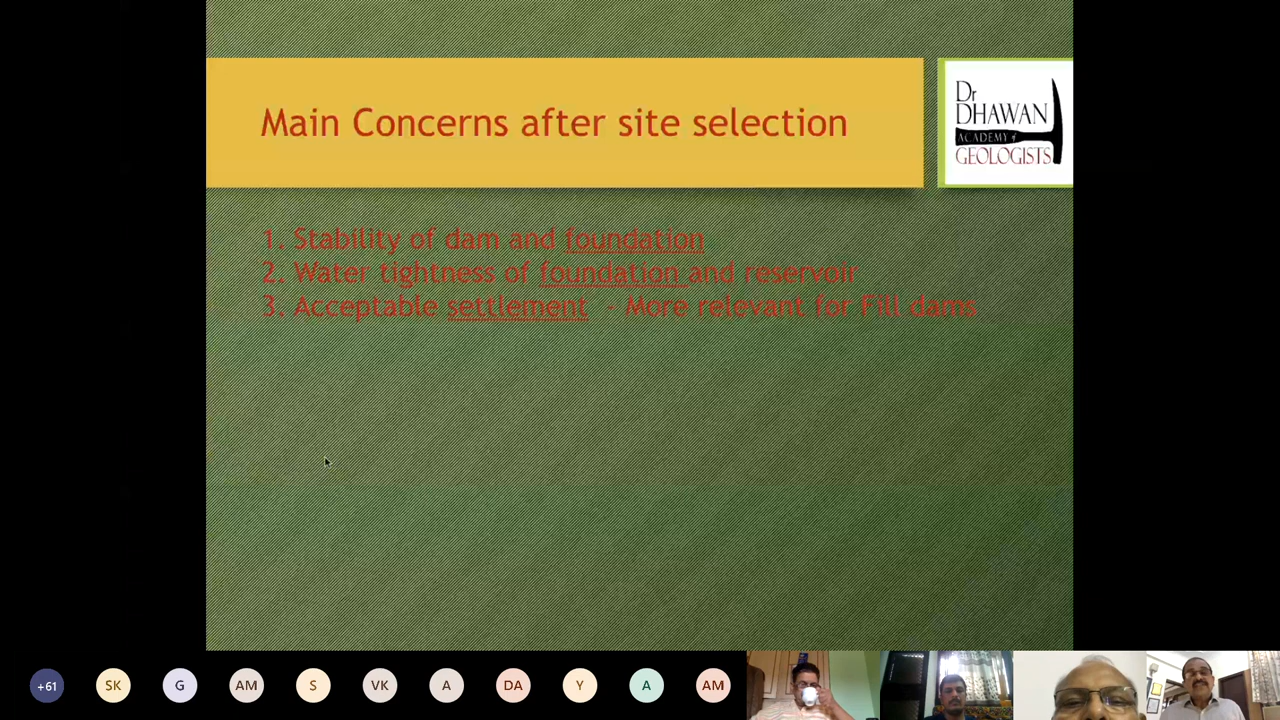 Main Concerns after site selection
Dr
DHAWAN
ACADEMY of
GEOLOGISTS
1. Stability of dam and foundation
2. Water tightness of foundation and reservoir
3. Acceptable settlement - More relevant for Fill dams
+61 SK G AM S VK A DA Y A AM